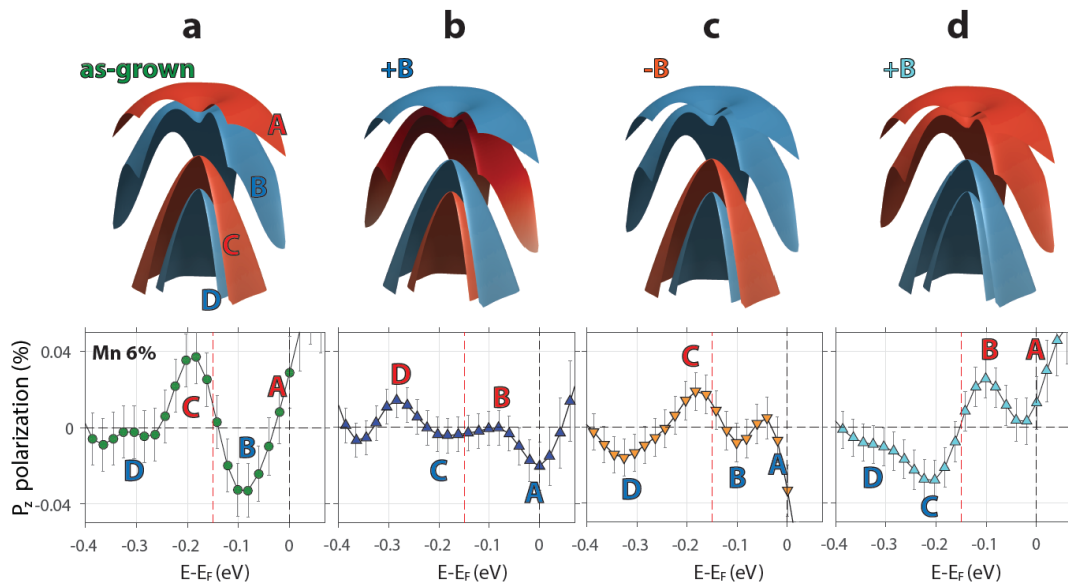 a b c d
as-grown +B -B +B
A
B
C
D
Mn 6%
P_z polarization (%)
0.04
0
-0.04
D C B A
D C B A
D C B A
D C B A
-0.4 -0.3 -0.2 -0.1 0
-0.4 -0.3 -0.2 -0.1 0
-0.4 -0.3 -0.2 -0.1 0
-0.4 -0.3 -0.2 -0.1 0
E-E_F (eV) E-E_F (eV) E-E_F (eV) E-E_F (eV)